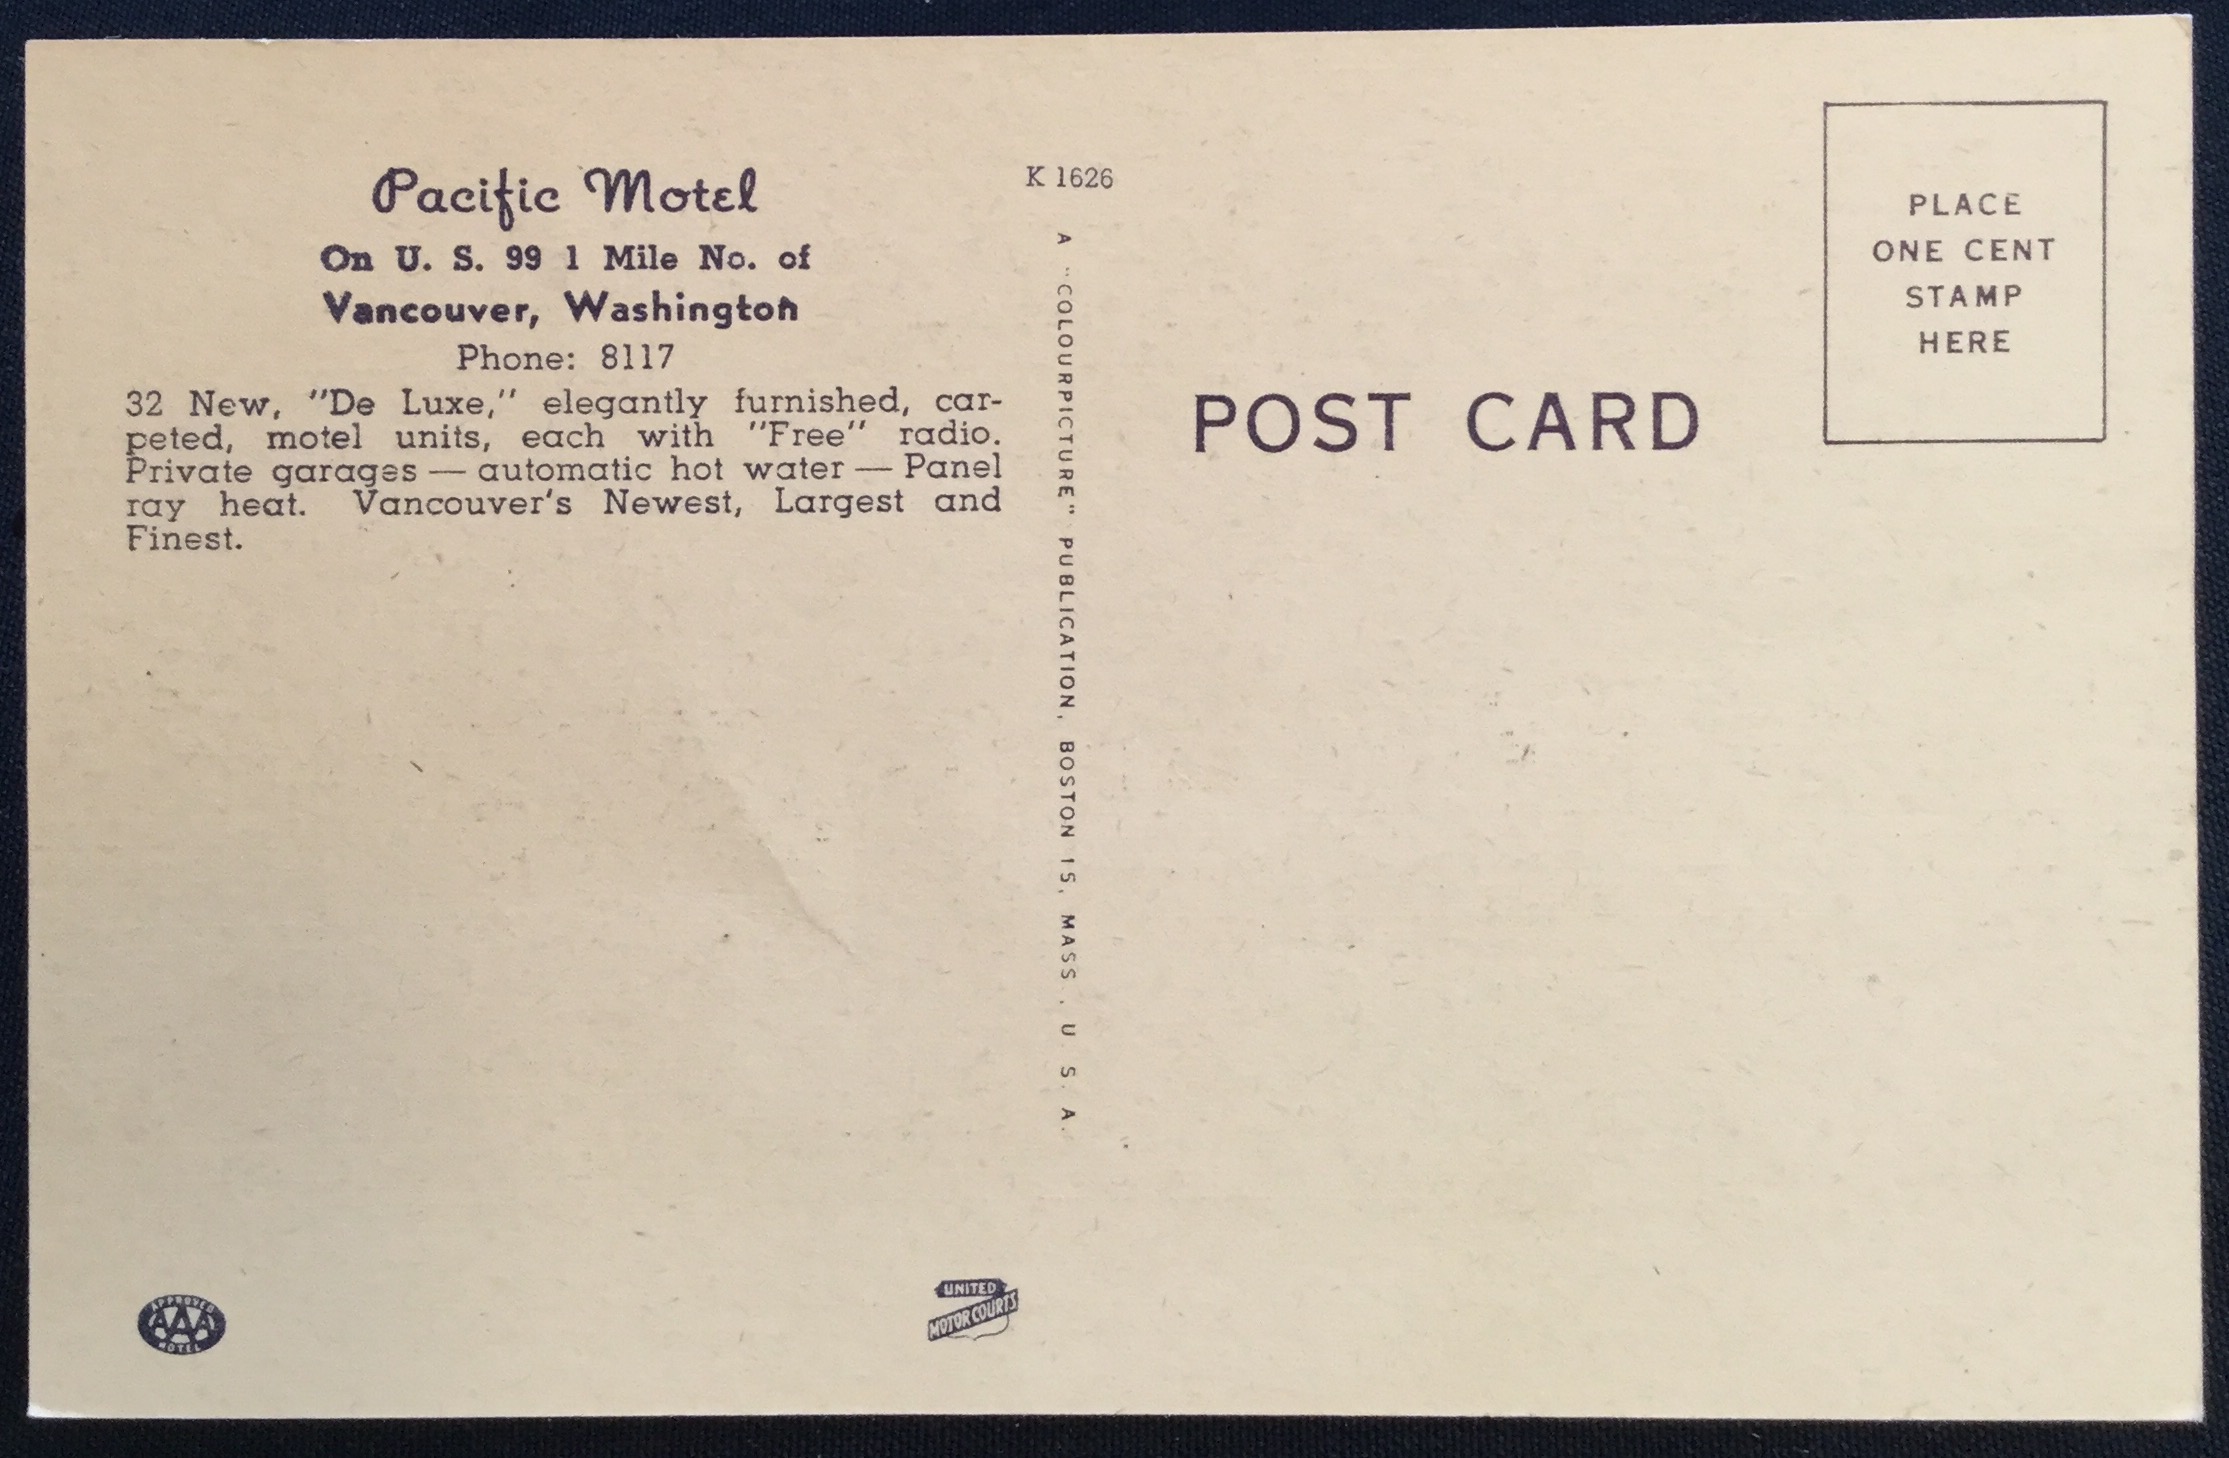 Pacific Motel
On U. S. 99 1 Mile No. of
Vancouver, Washington
Phone: 8117
32 New, "De Luxe," elegantly furnished, car-
peted, motel units, each with "Free" radio.
Private garages — automatic hot water — Panel
ray heat. Vancouver's Newest, Largest and
Finest.
APPROVED
AAA
MOTEL
UNITED
MOTOR COURTS
K 1626
A "COLOURPICTURE" PUBLICATION, BOSTON 15, MASS., U. S. A.
POST CARD
PLACE
ONE CENT
STAMP
HERE